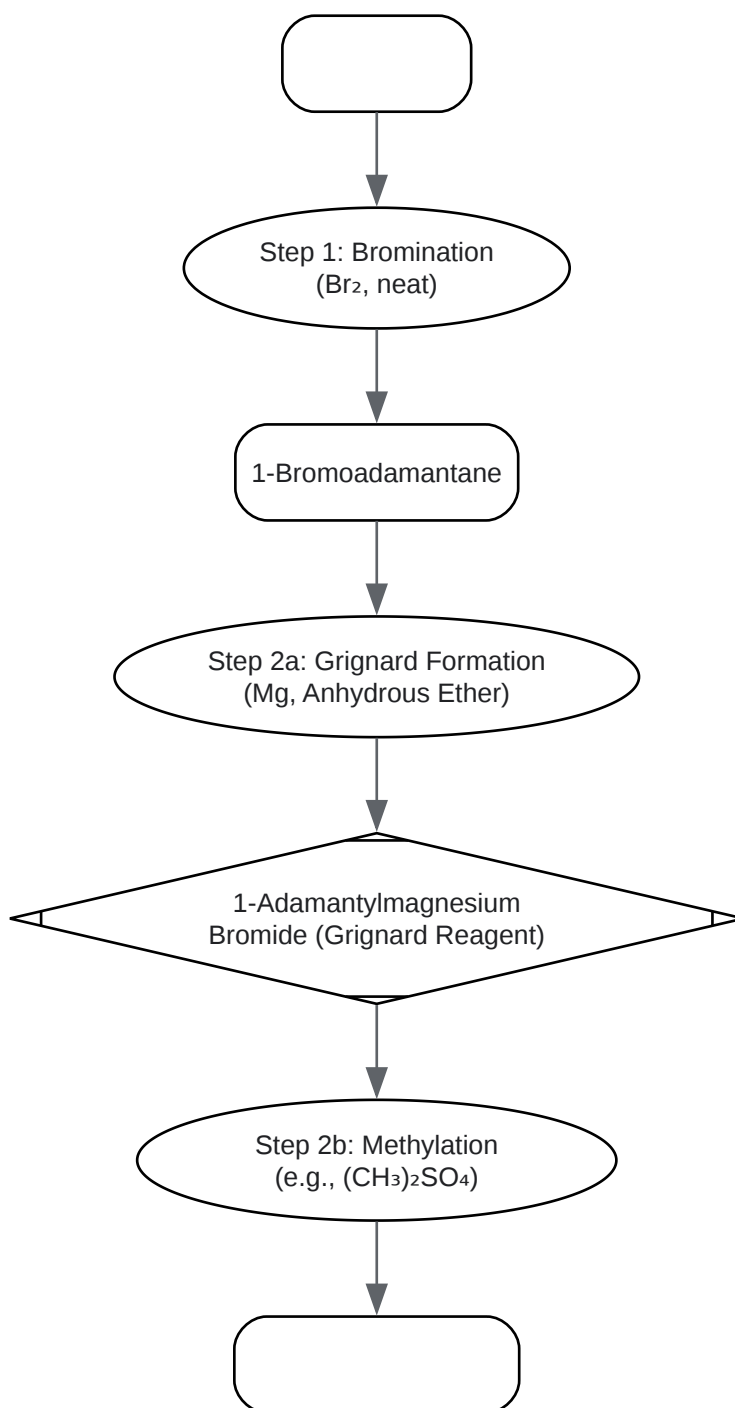 Step 1: Bromination
(Br₂, neat)
1-Bromoadamantane
Step 2a: Grignard Formation
(Mg, Anhydrous Ether)
1-Adamantylmagnesium
Bromide (Grignard Reagent)
Step 2b: Methylation
(e.g., (CH₃)₂SO₄)